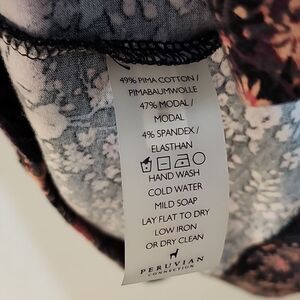 49% PIMA COTTON /
PIMABAUMWOLLE
47% MODAL /
MODAL
4% SPANDEX /
ELASTHAN
HAND WASH
COLD WATER
MILD SOAP
LAY FLAT TO DRY
LOW IRON
OR DRY CLEAN
PERUVIAN
CONNECTION